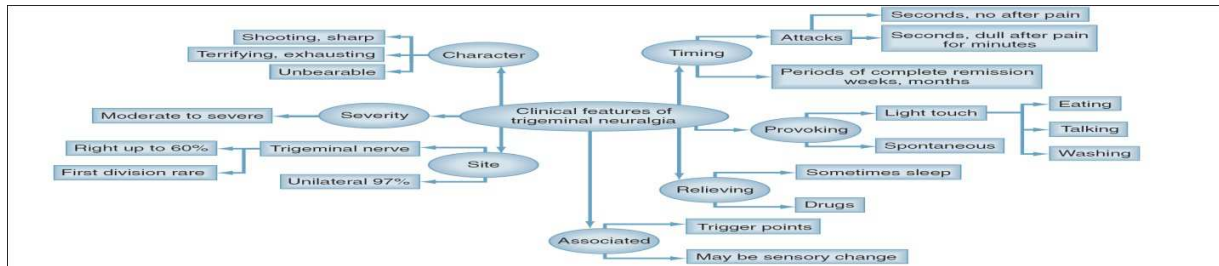 Clinical features of
trigeminal neuralgia
Character
Shooting, sharp
Terrifying, exhausting
Unbearable
Severity
Moderate to severe
Site
Trigeminal nerve
Right up to 60%
First division rare
Unilateral 97%
Timing
Attacks
Seconds, no after pain
Seconds, dull after pain
for minutes
Periods of complete remission
weeks, months
Provoking
Light touch
Eating
Talking
Washing
Spontaneous
Relieving
Sometimes sleep
Drugs
Associated
Trigger points
May be sensory change